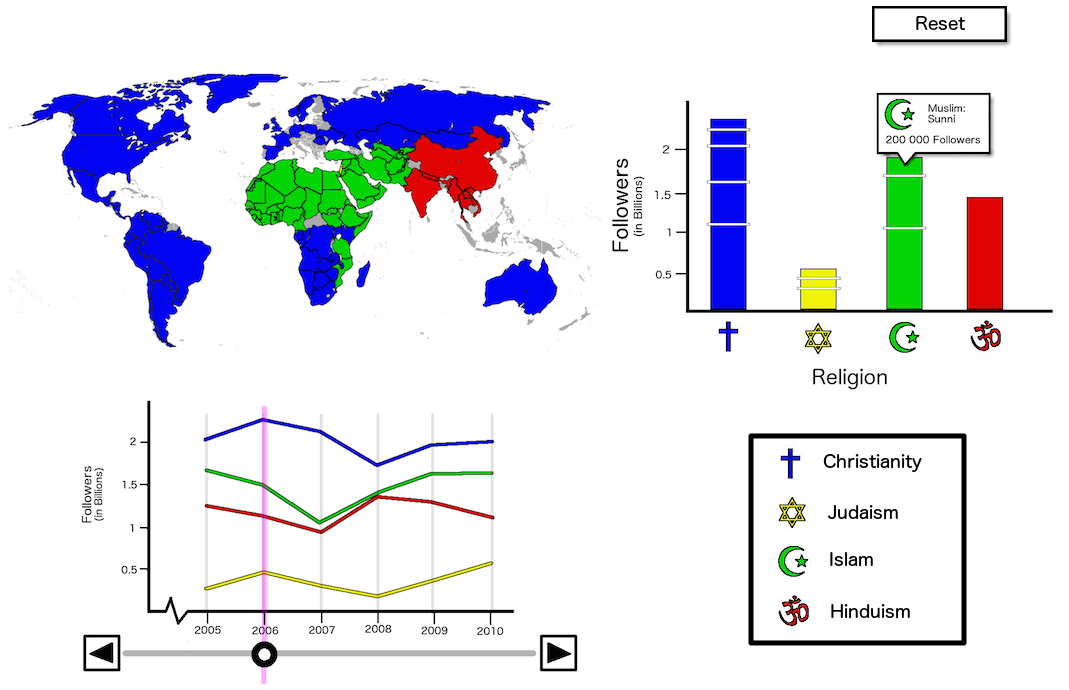 Reset
Muslim:
Sunni
200 000 Followers
Followers
(in Billions)
2
1.5
1
0.5
Religion
Followers
(in Billions)
2
1.5
1
0.5
2005 2006 2007 2008 2009 2010
Christianity
Judaism
Islam
Hinduism